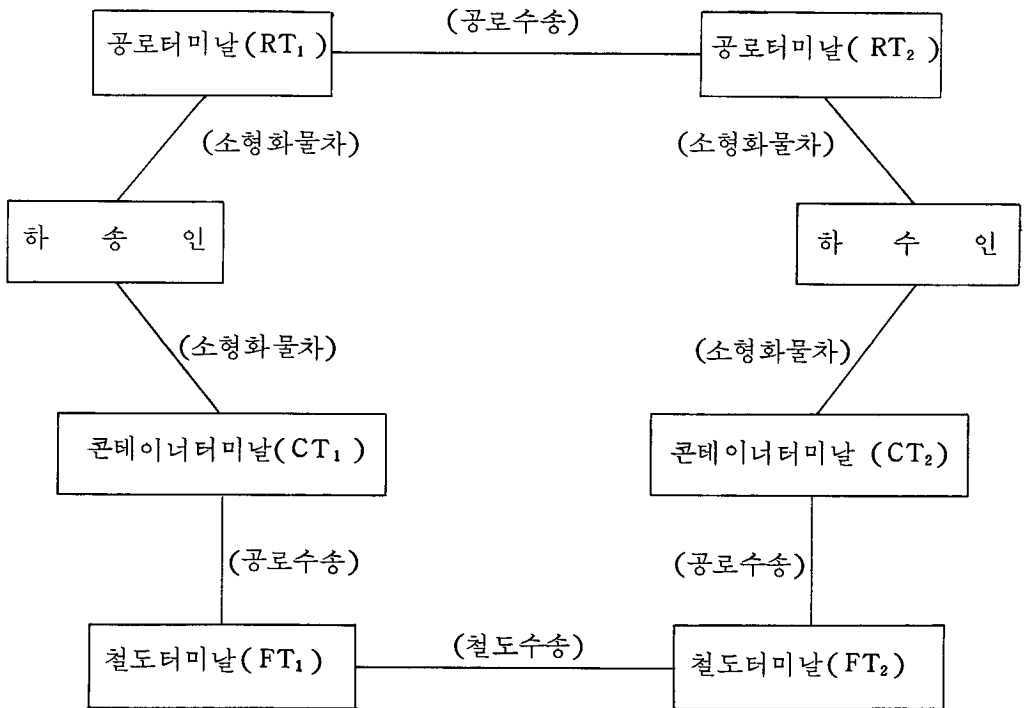 (공로수송)
공로터미날(RT₁)
공로터미날( RT₂ )
(소형화물차)
(소형화물차)
하 송 인
하 수 인
(소형화물차)
(소형화물차)
콘테이너터미날(CT₁ )
콘테이너터미날 (CT₂)
(공로수송)
(공로수송)
철도터미날(FT₁)
(철도수송)
철도터미날(FT₂)